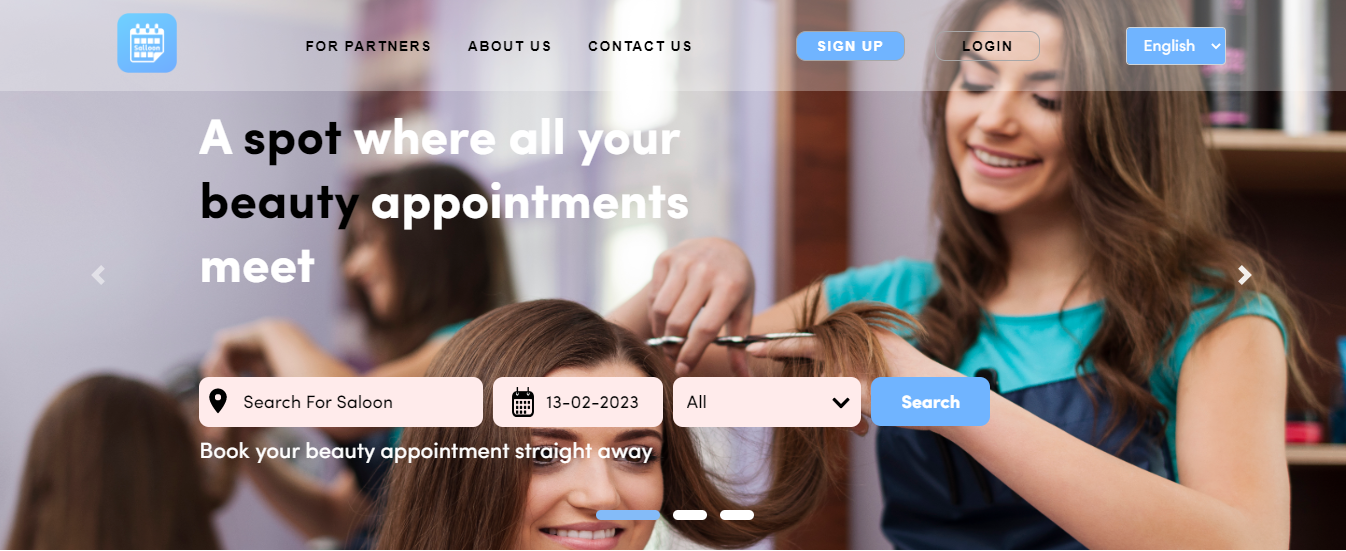 Salloon
FOR PARTNERS
ABOUT US
CONTACT US
SIGN UP
LOGIN
English
A spot where all your
beauty appointments
meet
Search For Saloon
13-02-2023
All
Search
Book your beauty appointment straight away